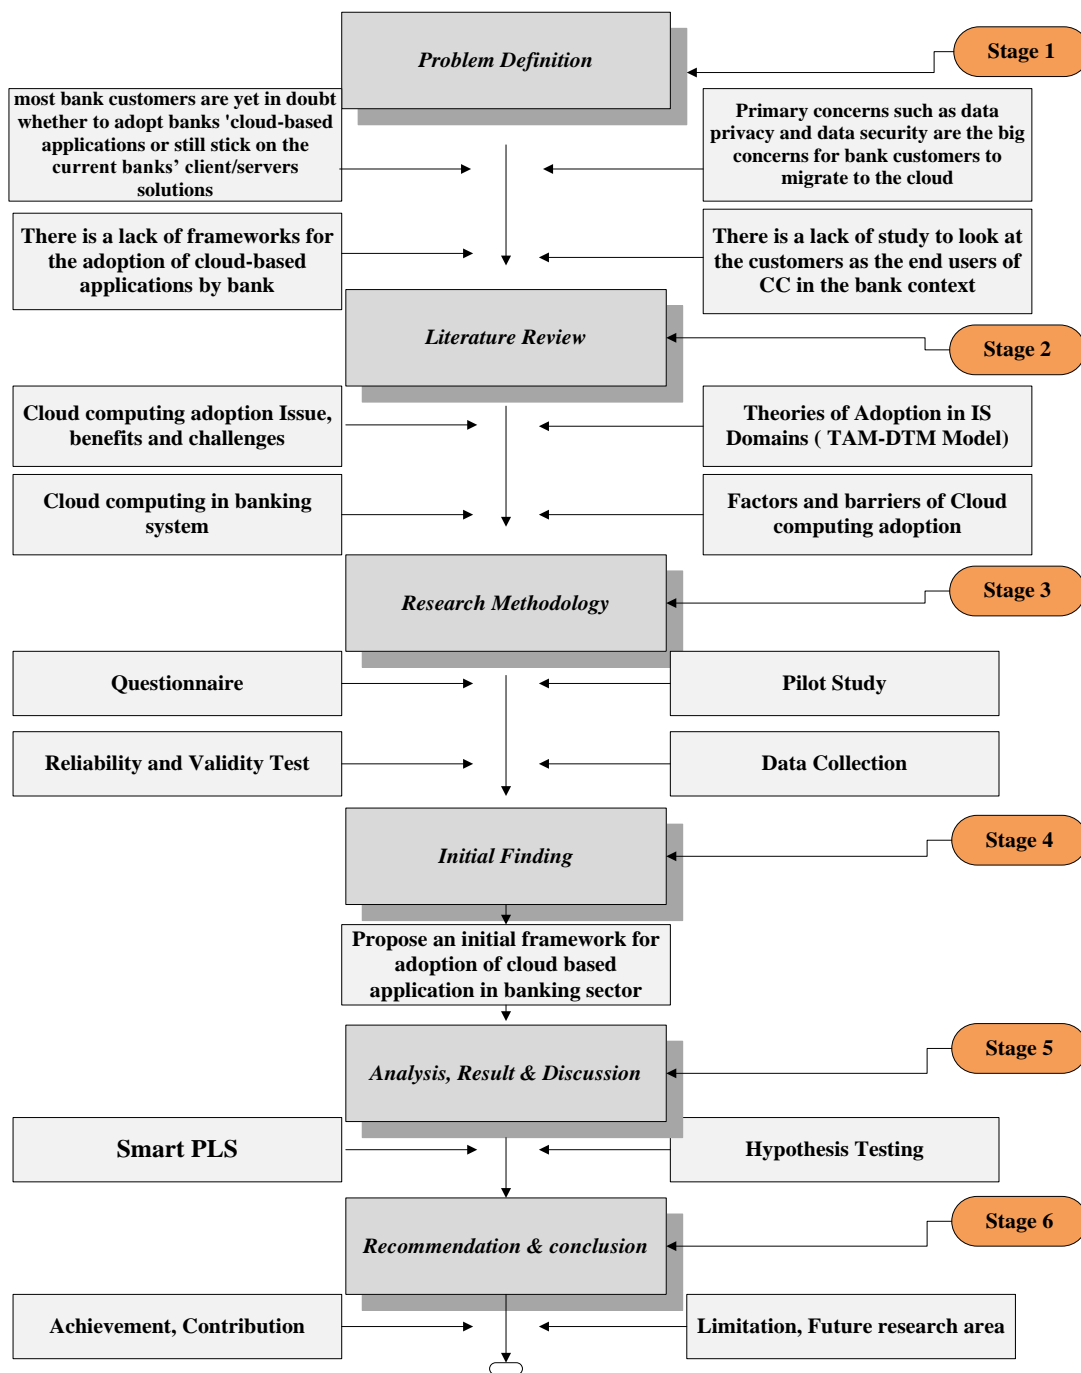 Problem Definition
Stage 1
most bank customers are yet in doubt
whether to adopt banks 'cloud-based
applications or still stick on the
current banks’ client/servers
solutions
Primary concerns such as data
privacy and data security are the big
concerns for bank customers to
migrate to the cloud
There is a lack of frameworks for
the adoption of cloud-based
applications by bank
There is a lack of study to look at
the customers as the end users of
CC in the bank context
Literature Review
Stage 2
Cloud computing adoption Issue,
benefits and challenges
Theories of Adoption in IS
Domains ( TAM-DTM Model)
Cloud computing in banking
system
Factors and barriers of Cloud
computing adoption
Research Methodology
Stage 3
Questionnaire
Pilot Study
Reliability and Validity Test
Data Collection
Initial Finding
Stage 4
Propose an initial framework for
adoption of cloud based
application in banking sector
Analysis, Result & Discussion
Stage 5
Smart PLS
Hypothesis Testing
Recommendation & conclusion
Stage 6
Achievement, Contribution
Limitation, Future research area